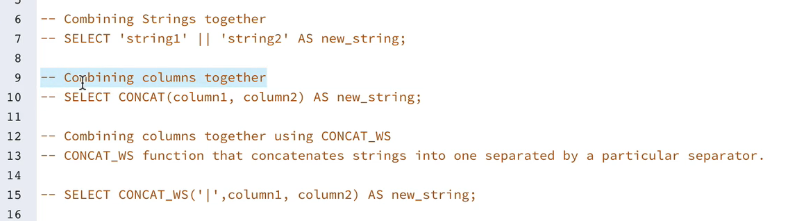 6 -- Combining Strings together
7 -- SELECT 'string1' || 'string2' AS new_string;
8
9 -- Combining columns together
10 -- SELECT CONCAT(column1, column2) AS new_string;
11
12 -- Combining columns together using CONCAT_WS
13 -- CONCAT_WS function that concatenates strings into one separated by a particular separator.
14
15 -- SELECT CONCAT_WS('|',column1, column2) AS new_string;
16